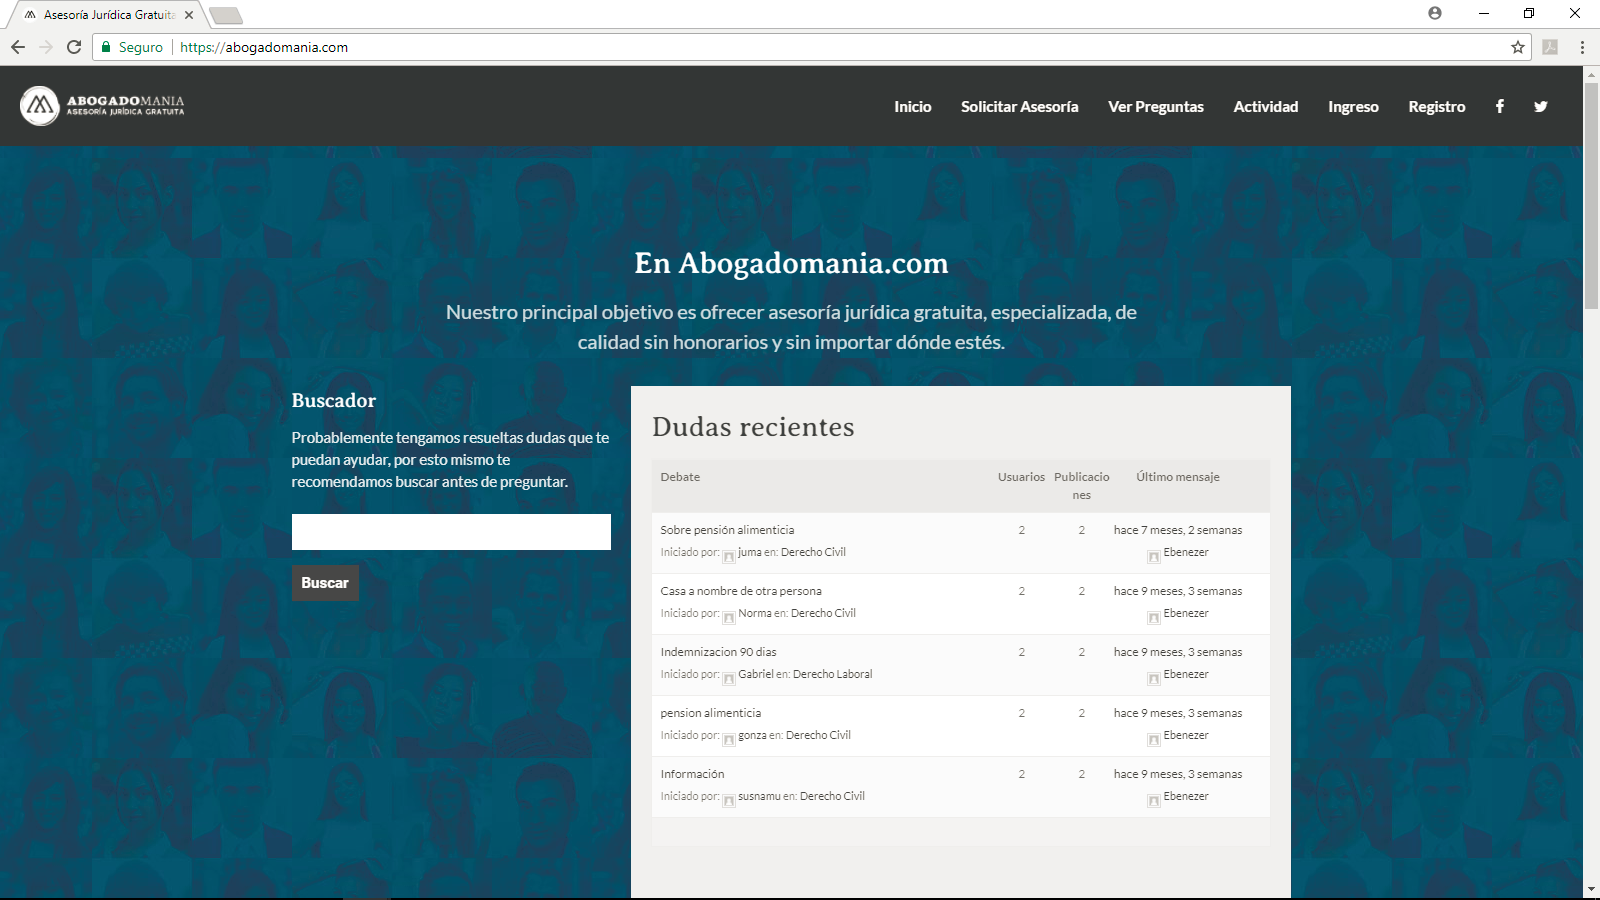 Asesoría Jurídica Gratuita
Seguro
https://abogadomania.com
ABOGADOMANIA
ASESORÍA JURÍDICA GRATUITA
Inicio
Solicitar Asesoría
Ver Preguntas
Actividad
Ingreso
Registro
En Abogadomania.com
Nuestro principal objetivo es ofrecer asesoría jurídica gratuita, especializada, de
calidad sin honorarios y sin importar dónde estés.
Buscador
Probablemente tengamos resueltas dudas que te
puedan ayudar, por esto mismo te
recomendamos buscar antes de preguntar.
Buscar
Dudas recientes
Debate Usuarios Publicacio Último mensaje
nes
Sobre pensión alimenticia 2 2 hace 7 meses, 2 semanas
Iniciado por: juma en: Derecho Civil Ebenezer
Casa a nombre de otra persona 2 2 hace 9 meses, 3 semanas
Iniciado por: Norma en: Derecho Civil Ebenezer
Indemnizacion 90 dias 2 2 hace 9 meses, 3 semanas
Iniciado por: Gabriel en: Derecho Laboral Ebenezer
pension alimenticia 2 2 hace 9 meses, 3 semanas
Iniciado por: gonza en: Derecho Civil Ebenezer
Información 2 2 hace 9 meses, 3 semanas
Iniciado por: susnamu en: Derecho Civil Ebenezer